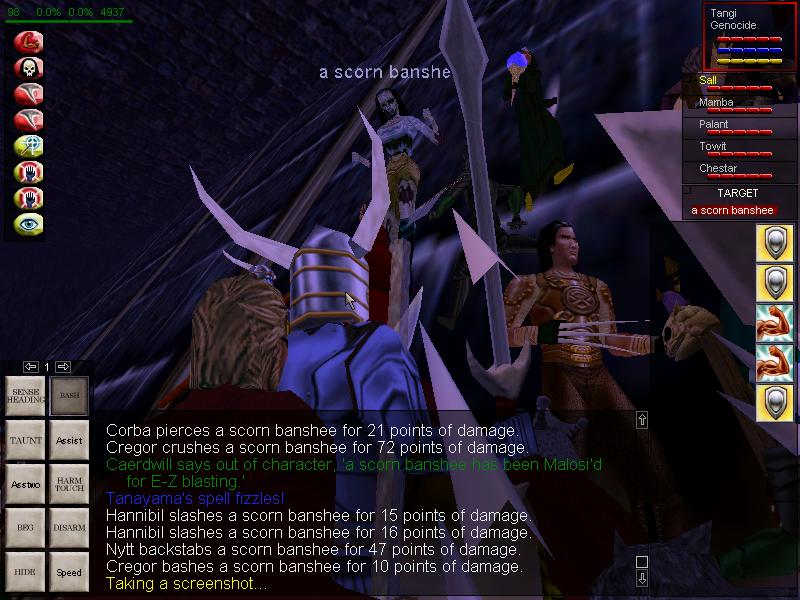 98 0.0% 0.0% 4937
Tangi
Genocide
a scorn banshe
Sall
Mamba
Palant
Towit
Chestar
TARGET
a scorn banshee
1
SENSE HEADING
BASH
TAUNT
Assist
Asstwo
HARM TOUCH
BEG
DISARM
HIDE
Speed
Corba pierces a scorn banshee for 21 points of damage.
Cregor crushes a scorn banshee for 72 points of damage.
Caerdwill says out of character, 'a scorn banshee has been Malosi'd
for E-Z blasting.'
Tanayama's spell fizzles!
Hannibil slashes a scorn banshee for 15 points of damage.
Hannibil slashes a scorn banshee for 16 points of damage.
Nytt backstabs a scorn banshee for 47 points of damage.
Cregor bashes a scorn banshee for 10 points of damage.
Taking a screenshot...